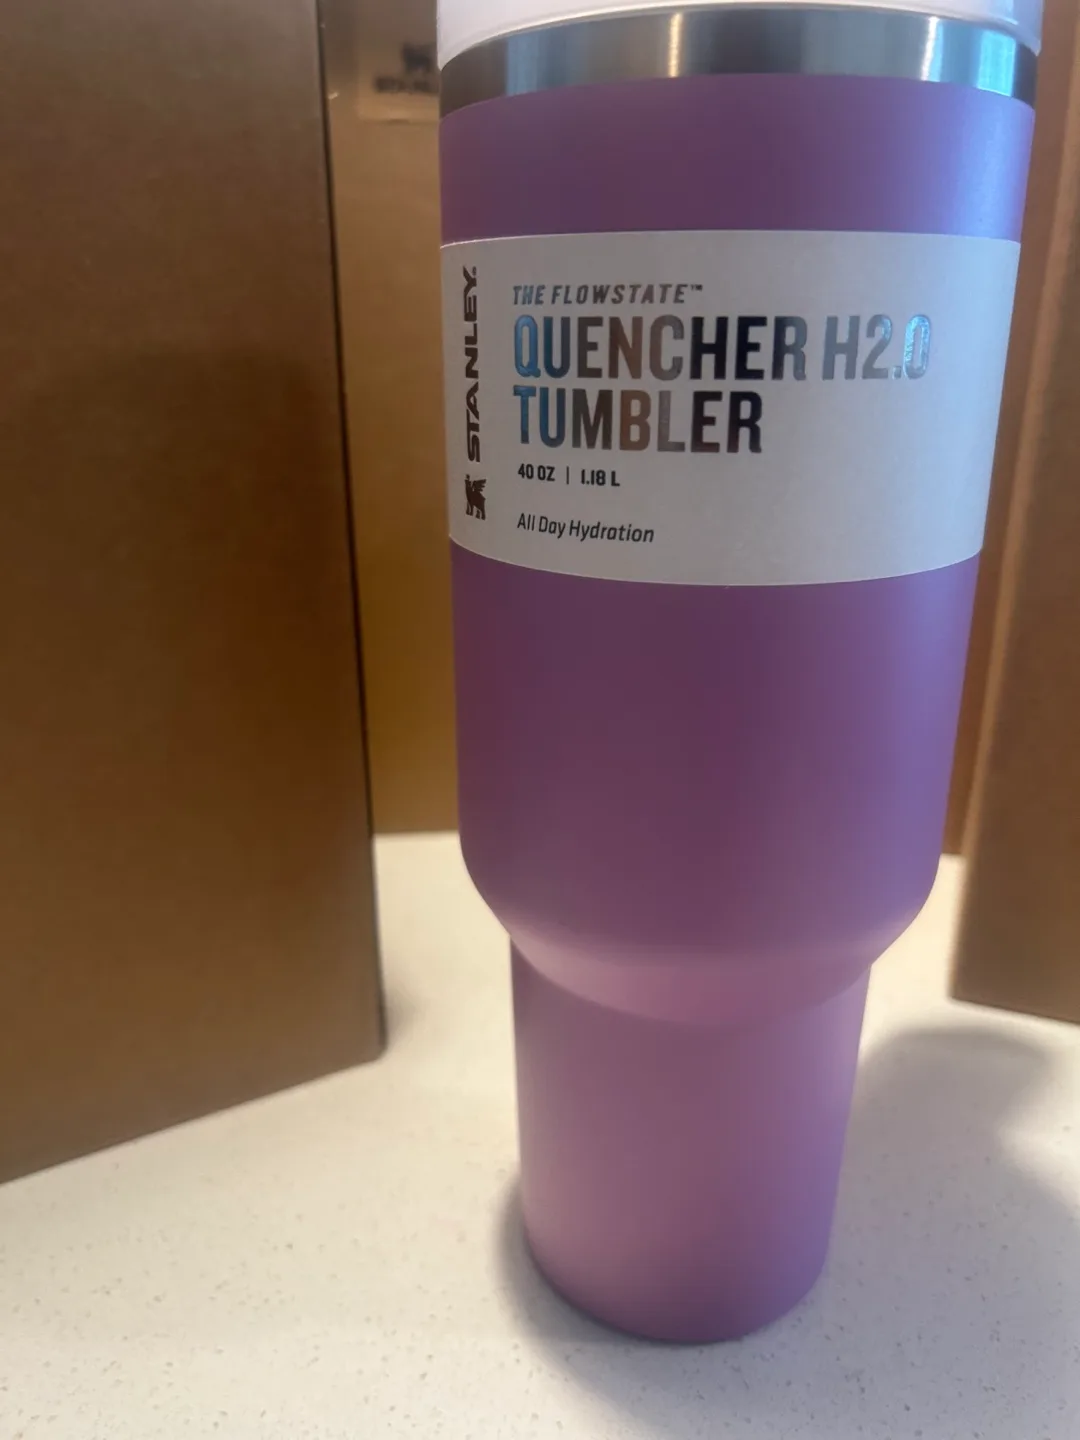 STANLEY.
THE FLOWSTATE™
QUENCHER H2.0
TUMBLER
40 OZ | 1.18 L
All Day Hydration